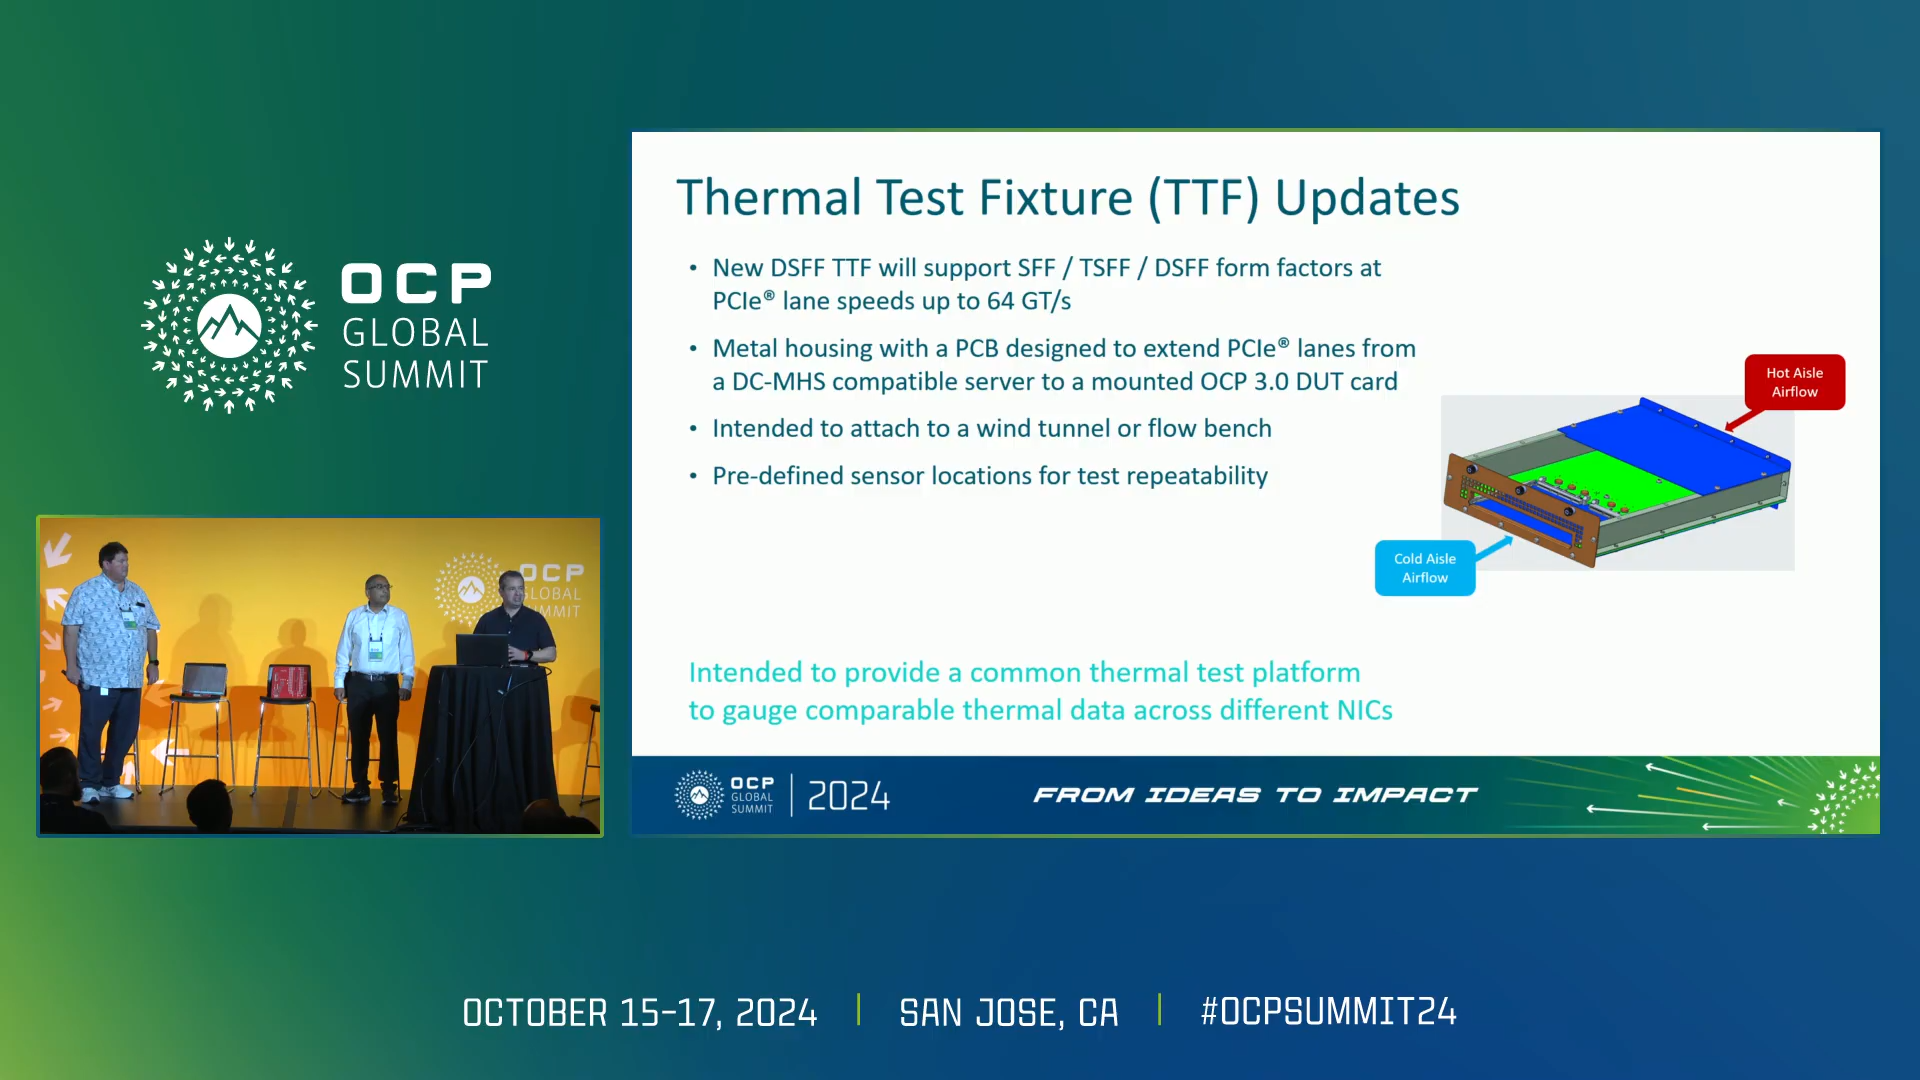 OCP
GLOBAL
SUMMIT
Thermal Test Fixture (TTF) Updates
• New DSFF TTF will support SFF / TSFF / DSFF form factors at
PCIe® lane speeds up to 64 GT/s
• Metal housing with a PCB designed to extend PCIe® lanes from
a DC-MHS compatible server to a mounted OCP 3.0 DUT card
• Intended to attach to a wind tunnel or flow bench
• Pre-defined sensor locations for test repeatability
Hot Aisle
Airflow
Cold Aisle
Airflow
Intended to provide a common thermal test platform
to gauge comparable thermal data across different NICs
OCP
GLOBAL
SUMMIT
2024
FROM IDEAS TO IMPACT
OCP
GLOBAL
SUMMIT
OCTOBER 15-17, 2024 | SAN JOSE, CA | #OCPSUMMIT24